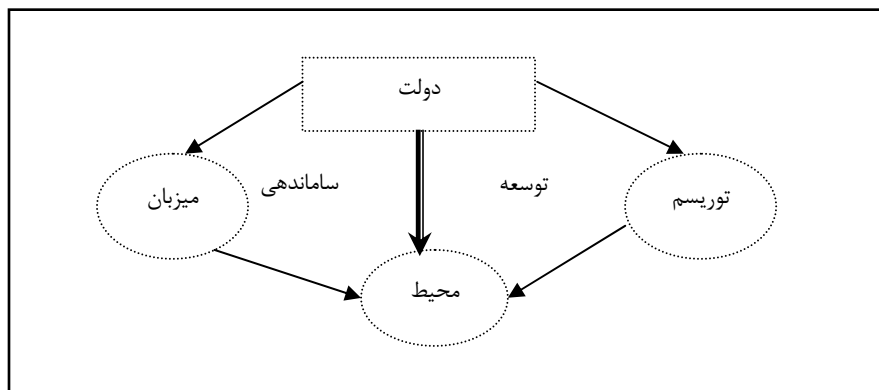 دولت
توریسم
توسعه
ساماندهی
میزبان
محیط